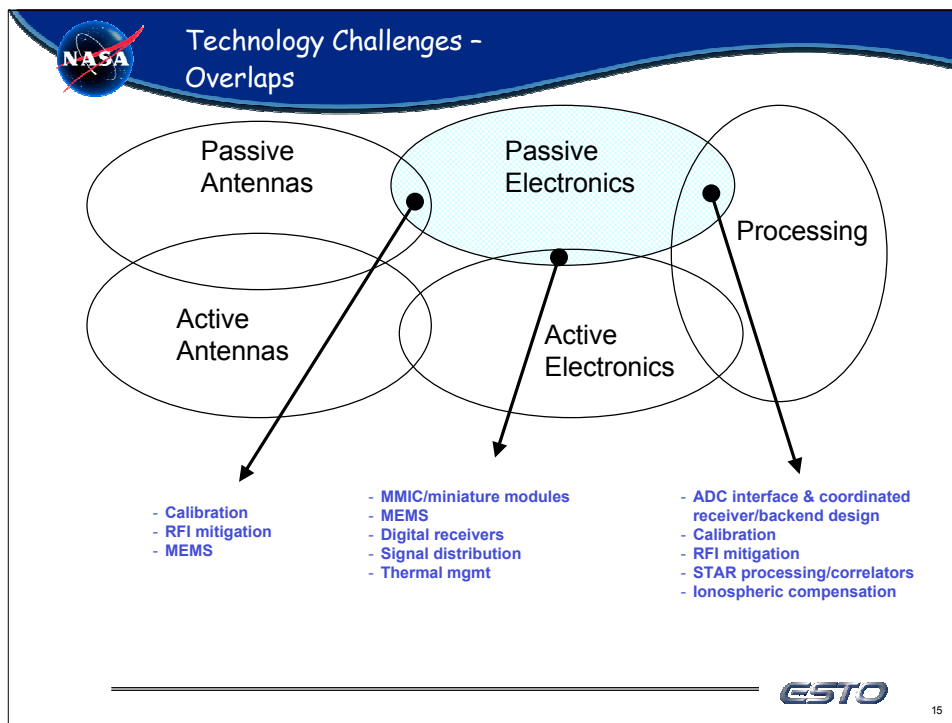 NASA
Technology Challenges –
Overlaps
Passive
Antennas
Passive
Electronics
Processing
Active
Antennas
Active
Electronics
- Calibration
- RFI mitigation
- MEMS
- MMIC/miniature modules
- MEMS
- Digital receivers
- Signal distribution
- Thermal mgmt
- ADC interface & coordinated
receiver/backend design
- Calibration
- RFI mitigation
- STAR processing/correlators
- Ionospheric compensation
ESTO
15